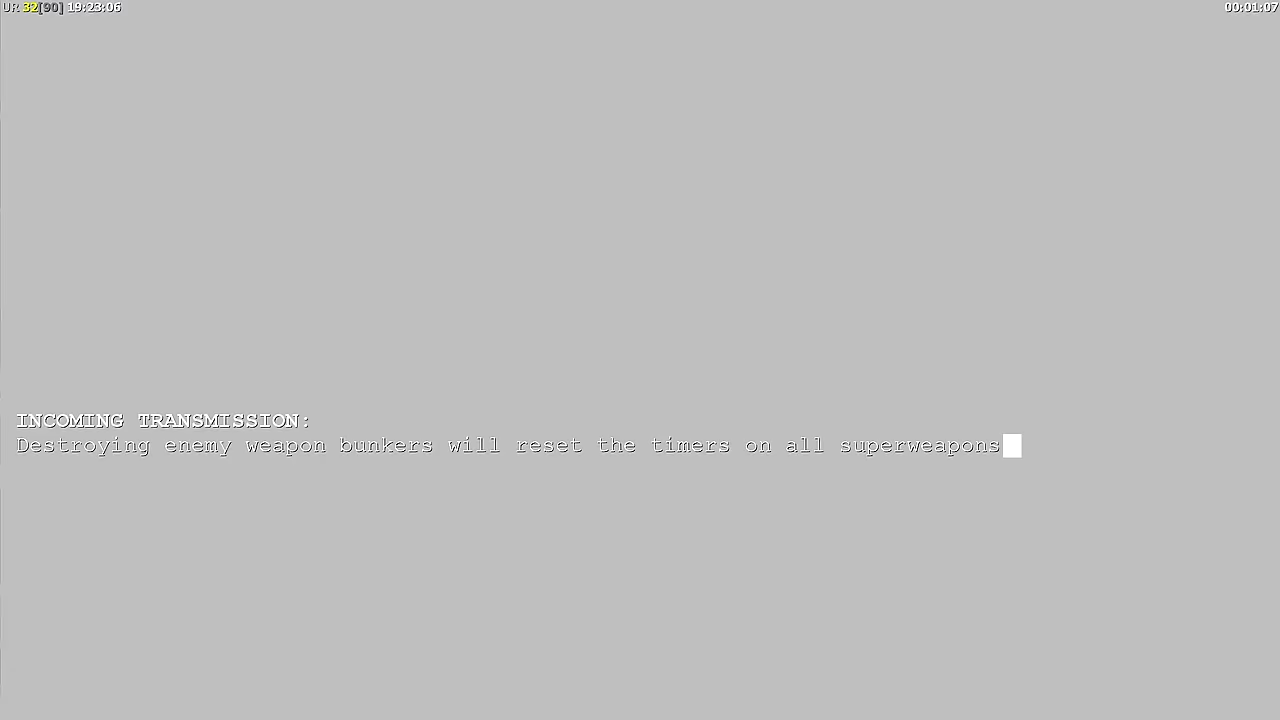 UR 32[90] 19:23:06 00:01:07
INCOMING TRANSMISSION:
Destroying enemy weapon bunkers will reset the timers on all superweapons